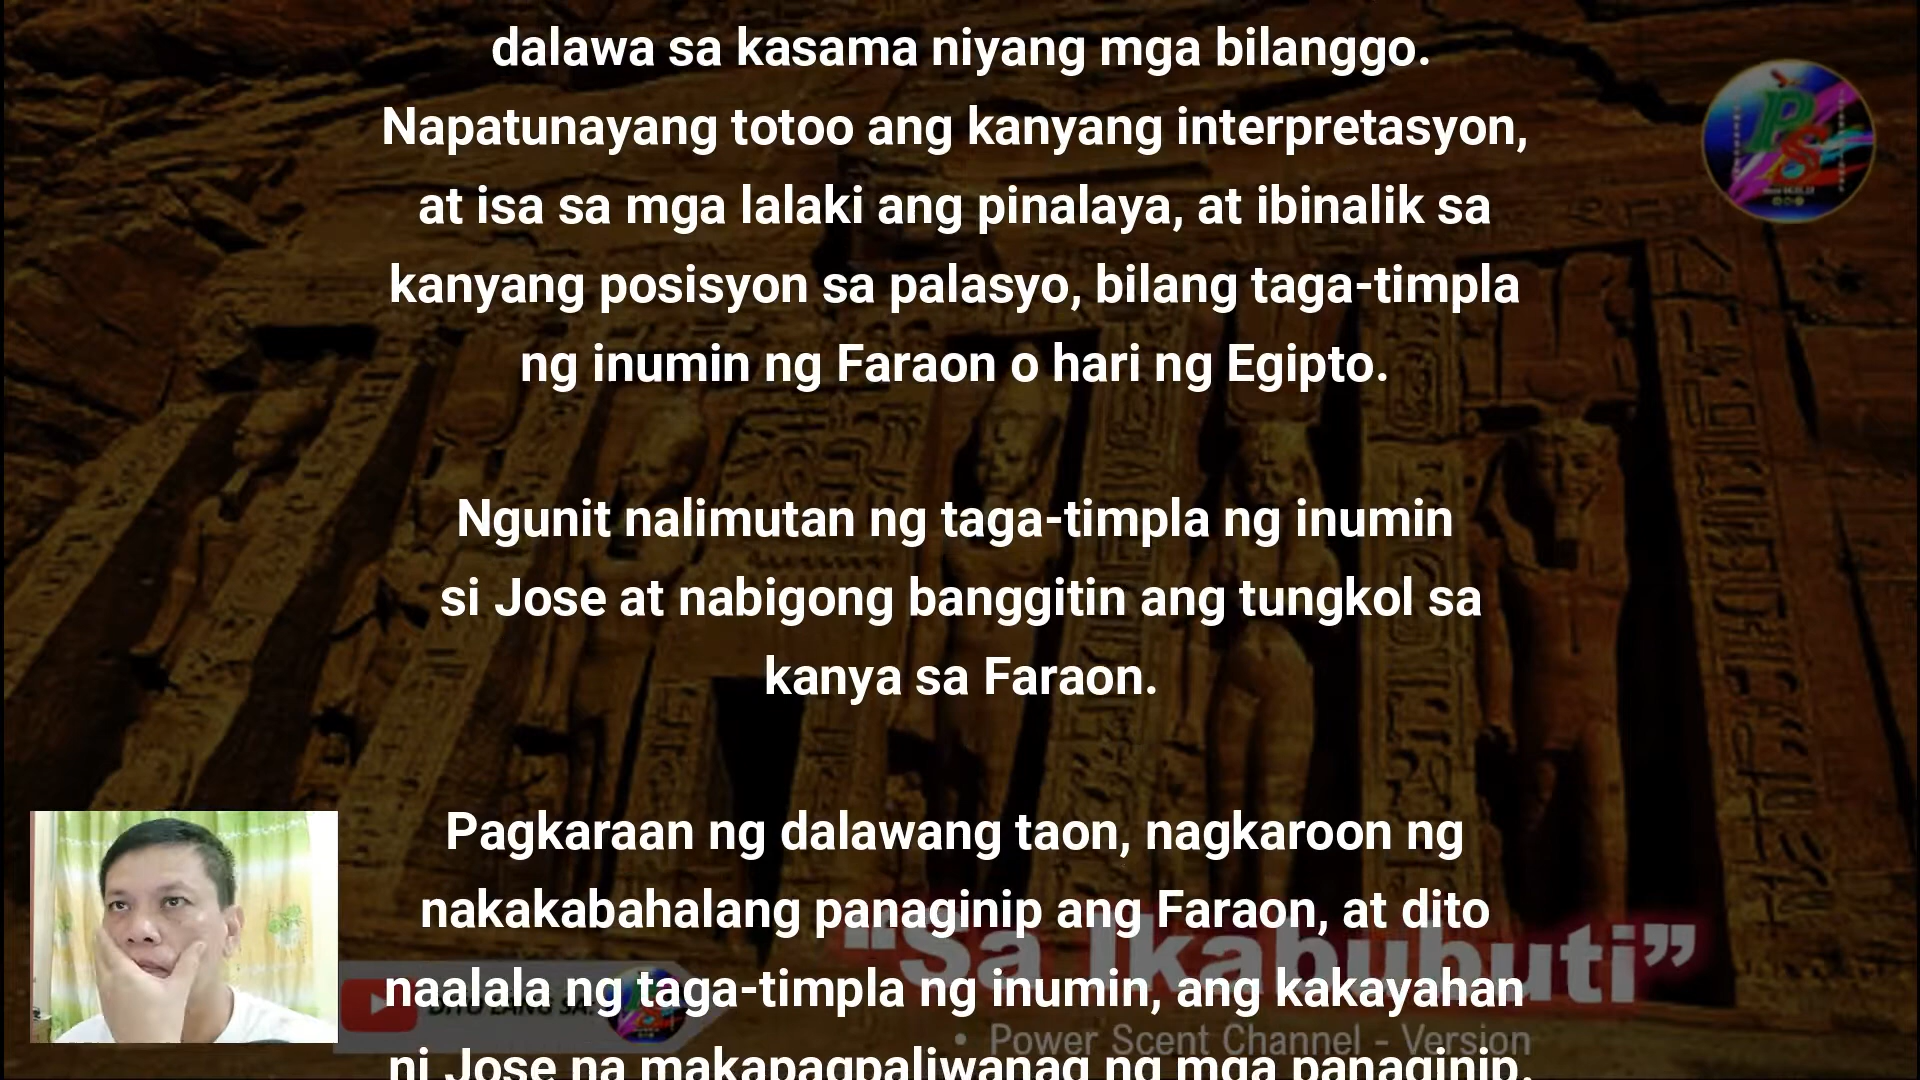 dalawa sa kasama niyang mga bilanggo.
Napatunayang totoo ang kanyang interpretasyon,
at isa sa mga lalaki ang pinalaya, at ibinalik sa
kanyang posisyon sa palasyo, bilang taga-timpla
ng inumin ng Faraon o hari ng Egipto.
Ngunit nalimutan ng taga-timpla ng inumin
si Jose at nabigong banggitin ang tungkol sa
kanya sa Faraon.
Pagkaraan ng dalawang taon, nagkaroon ng
nakakabahalang panaginip ang Faraon, at dito
naalala ng taga-timpla ng inumin, ang kakayahan
ni Jose na makapagpaliwanag ng mga panaginip.
“Sa Ikabubuti”
• Power Scent Channel - Version
DITO LANG SA:
PS